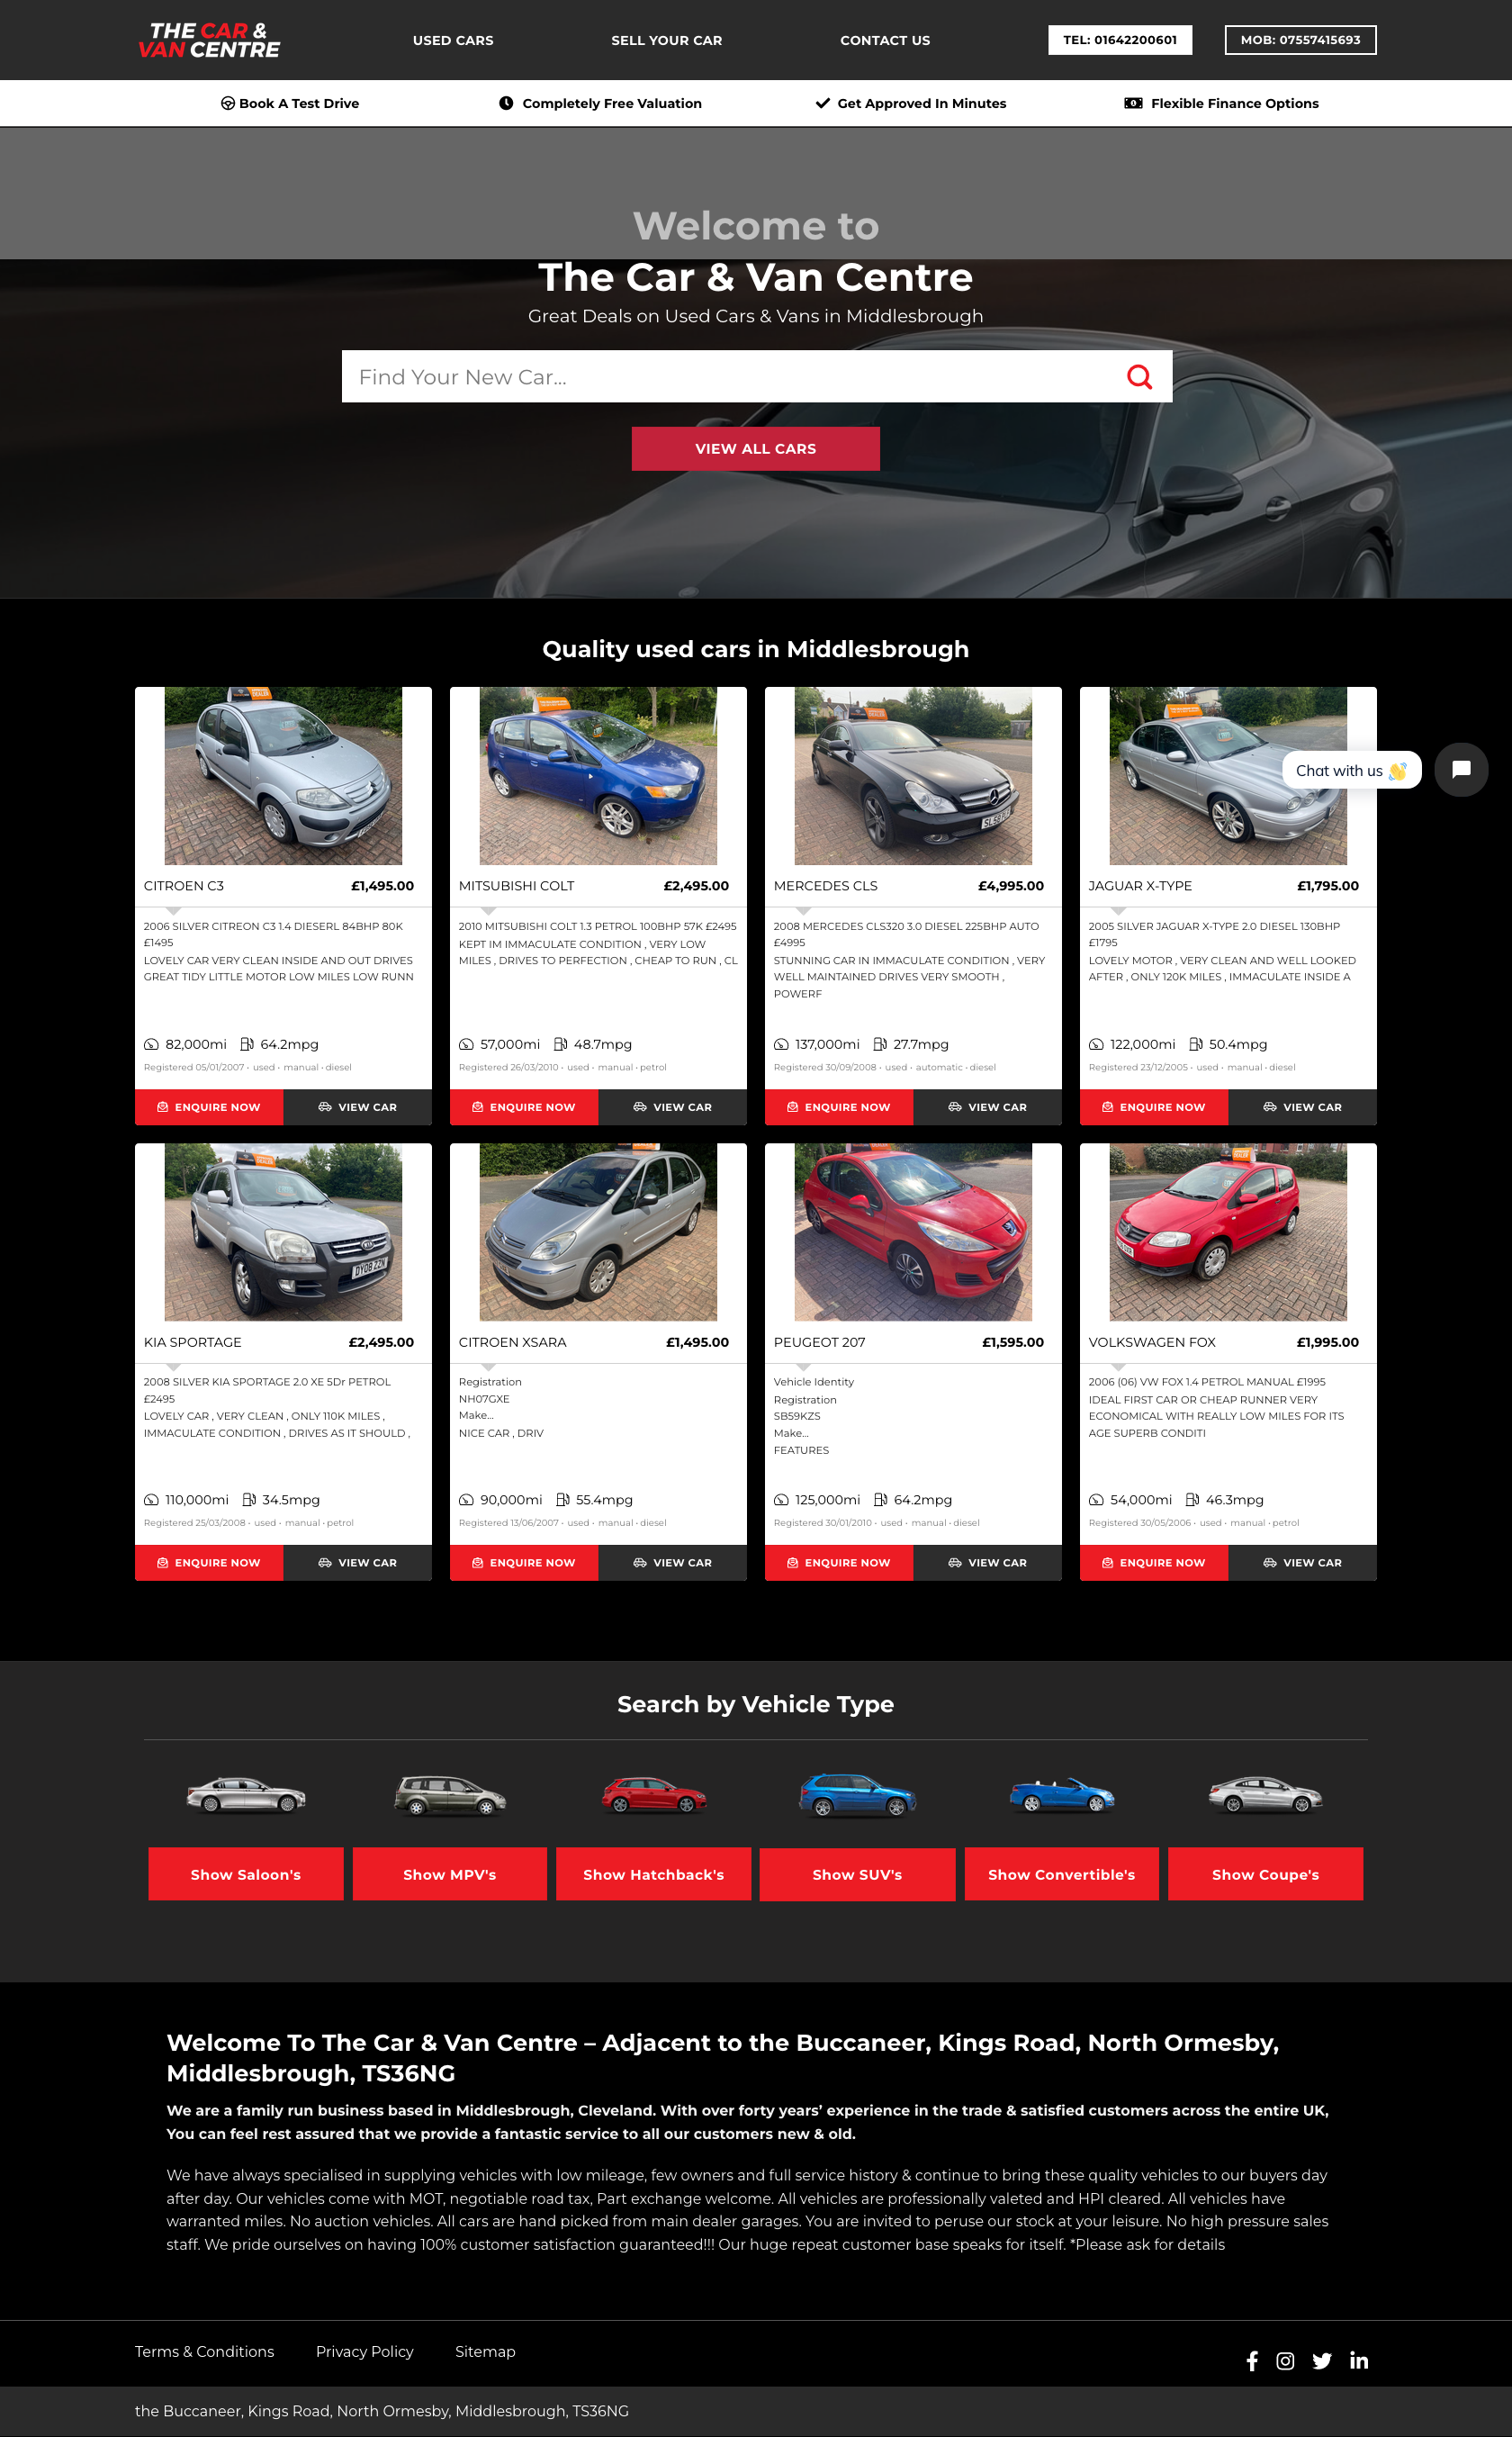 THE CAR &
VAN CENTRE
USED CARS
SELL YOUR CAR
CONTACT US
TEL: 01642200601
MOB: 07557415693
Book A Test Drive
Completely Free Valuation
Get Approved In Minutes
Flexible Finance Options
Welcome to
The Car & Van Centre
Great Deals on Used Cars & Vans in Middlesbrough
Find Your New Car...
VIEW ALL CARS
Quality used cars in Middlesbrough
Chat with us 👋
CITROEN C3 £1,495.00
2006 SILVER CITREON C3 1.4 DIESERL 84BHP 80K
£1495
LOVELY CAR VERY CLEAN INSIDE AND OUT DRIVES
GREAT TIDY LITTLE MOTOR LOW MILES LOW RUNN
82,000mi 64.2mpg
Registered 05/01/2007 • used • manual • diesel
ENQUIRE NOW VIEW CAR
MITSUBISHI COLT £2,495.00
2010 MITSUBISHI COLT 1.3 PETROL 100BHP 57K £2495
KEPT IM IMMACULATE CONDITION , VERY LOW
MILES , DRIVES TO PERFECTION , CHEAP TO RUN , CL
57,000mi 48.7mpg
Registered 26/03/2010 • used • manual • petrol
ENQUIRE NOW VIEW CAR
MERCEDES CLS £4,995.00
2008 MERCEDES CLS320 3.0 DIESEL 225BHP AUTO
£4995
STUNNING CAR IN IMMACULATE CONDITION , VERY
WELL MAINTAINED DRIVES VERY SMOOTH ,
POWERF
137,000mi 27.7mpg
Registered 30/09/2008 • used • automatic • diesel
ENQUIRE NOW VIEW CAR
JAGUAR X-TYPE £1,795.00
2005 SILVER JAGUAR X-TYPE 2.0 DIESEL 130BHP
£1795
LOVELY MOTOR , VERY CLEAN AND WELL LOOKED
AFTER , ONLY 120K MILES , IMMACULATE INSIDE A
122,000mi 50.4mpg
Registered 23/12/2005 • used • manual • diesel
ENQUIRE NOW VIEW CAR
DY08 ZZN
KIA SPORTAGE £2,495.00
2008 SILVER KIA SPORTAGE 2.0 XE 5Dr PETROL
£2495
LOVELY CAR , VERY CLEAN , ONLY 110K MILES ,
IMMACULATE CONDITION , DRIVES AS IT SHOULD ,
110,000mi 34.5mpg
Registered 25/03/2008 • used • manual • petrol
ENQUIRE NOW VIEW CAR
CITROEN XSARA £1,495.00
Registration
NH07GXE
Make...
NICE CAR , DRIV
90,000mi 55.4mpg
Registered 13/06/2007 • used • manual • diesel
ENQUIRE NOW VIEW CAR
PEUGEOT 207 £1,595.00
Vehicle Identity
Registration
SB59KZS
Make...
FEATURES
125,000mi 64.2mpg
Registered 30/01/2010 • used • manual • diesel
ENQUIRE NOW VIEW CAR
VOLKSWAGEN FOX £1,995.00
2006 (06) VW FOX 1.4 PETROL MANUAL £1995
IDEAL FIRST CAR OR CHEAP RUNNER VERY
ECONOMICAL WITH REALLY LOW MILES FOR ITS
AGE SUPERB CONDITI
54,000mi 46.3mpg
Registered 30/05/2006 • used • manual • petrol
ENQUIRE NOW VIEW CAR
Search by Vehicle Type
Show Saloon's
Show MPV's
Show Hatchback's
Show SUV's
Show Convertible's
Show Coupe's
Welcome To The Car & Van Centre – Adjacent to the Buccaneer, Kings Road, North Ormesby,
Middlesbrough, TS36NG
We are a family run business based in Middlesbrough, Cleveland. With over forty years’ experience in the trade & satisfied customers across the entire UK,
You can feel rest assured that we provide a fantastic service to all our customers new & old.
We have always specialised in supplying vehicles with low mileage, few owners and full service history & continue to bring these quality vehicles to our buyers day
after day. Our vehicles come with MOT, negotiable road tax, Part exchange welcome. All vehicles are professionally valeted and HPI cleared. All vehicles have
warranted miles. No auction vehicles. All cars are hand picked from main dealer garages. You are invited to peruse our stock at your leisure. No high pressure sales
staff. We pride ourselves on having 100% customer satisfaction guaranteed!!! Our huge repeat customer base speaks for itself. *Please ask for details
Terms & Conditions
Privacy Policy
Sitemap
the Buccaneer, Kings Road, North Ormesby, Middlesbrough, TS36NG